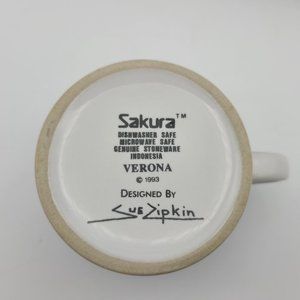 Sakura™
DISHWASHER SAFE
MICROWAVE SAFE
GENUINE STONEWARE
INDONESIA
VERONA
© 1993
DESIGNED BY
Sue Zipkin